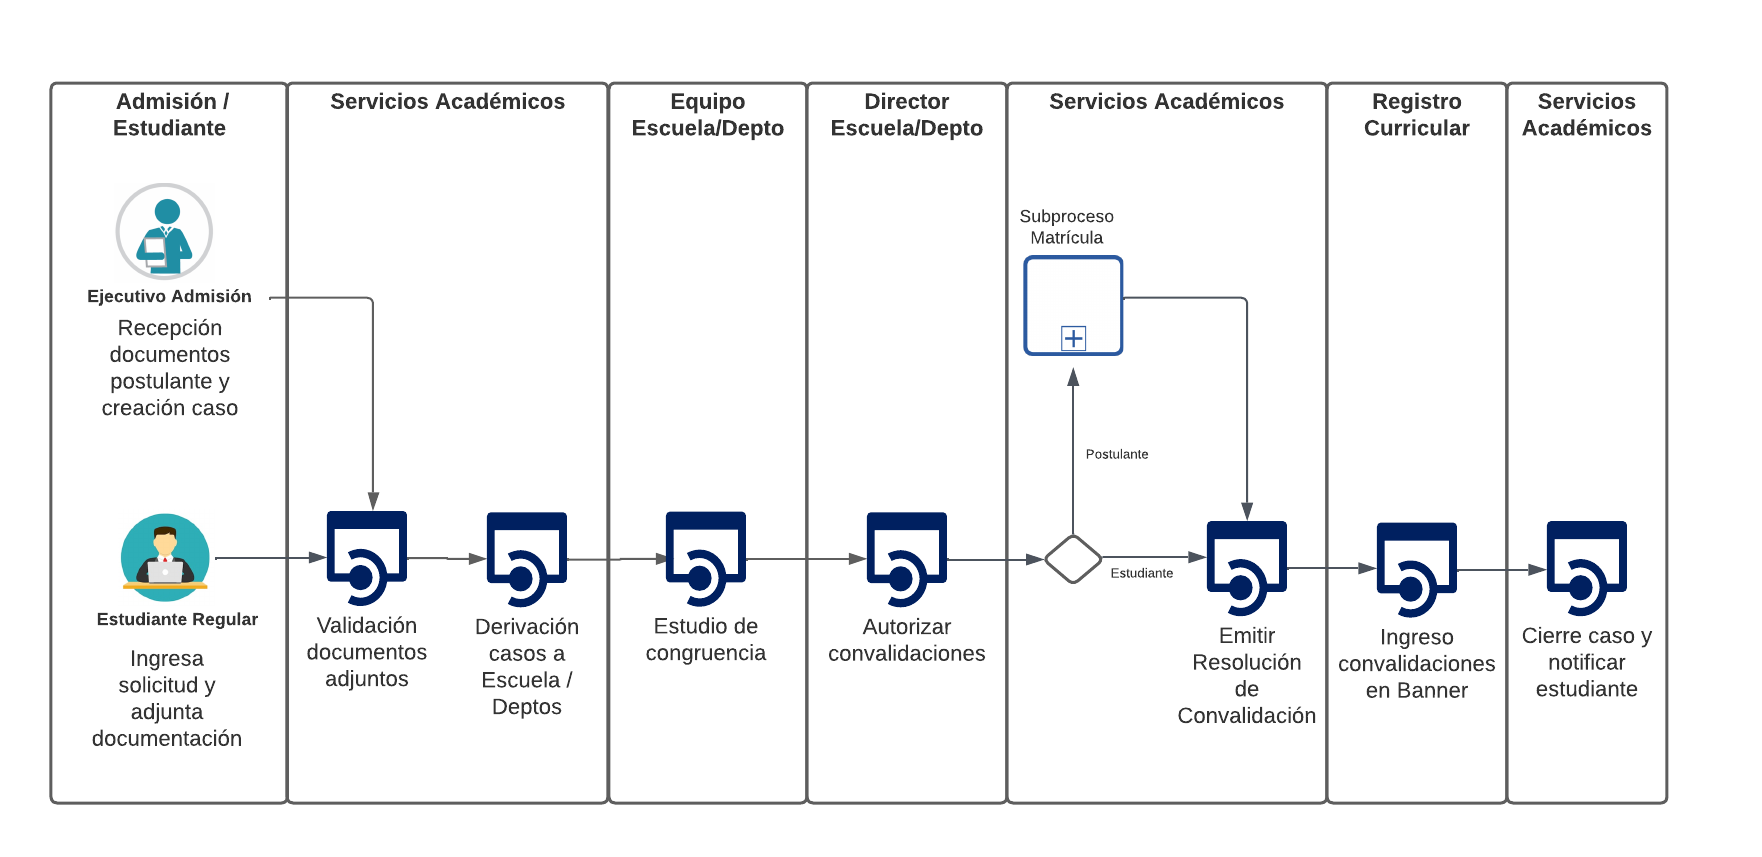 Admisión /
Estudiante
Servicios Académicos
Equipo
Escuela/Depto
Director
Escuela/Depto
Servicios Académicos
Registro
Curricular
Servicios
Académicos
Ejecutivo Admisión
Recepción
documentos
postulante y
creación caso
Estudiante Regular
Ingresa
solicitud y
adjunta
documentación
Validación
documentos
adjuntos
Derivación
casos a
Escuela /
Deptos
Estudio de
congruencia
Autorizar
convalidaciones
Subproceso
Matrícula
Postulante
Estudiante
Emitir
Resolución
de
Convalidación
Ingreso
convalidaciones
en Banner
Cierre caso y
notificar
estudiante